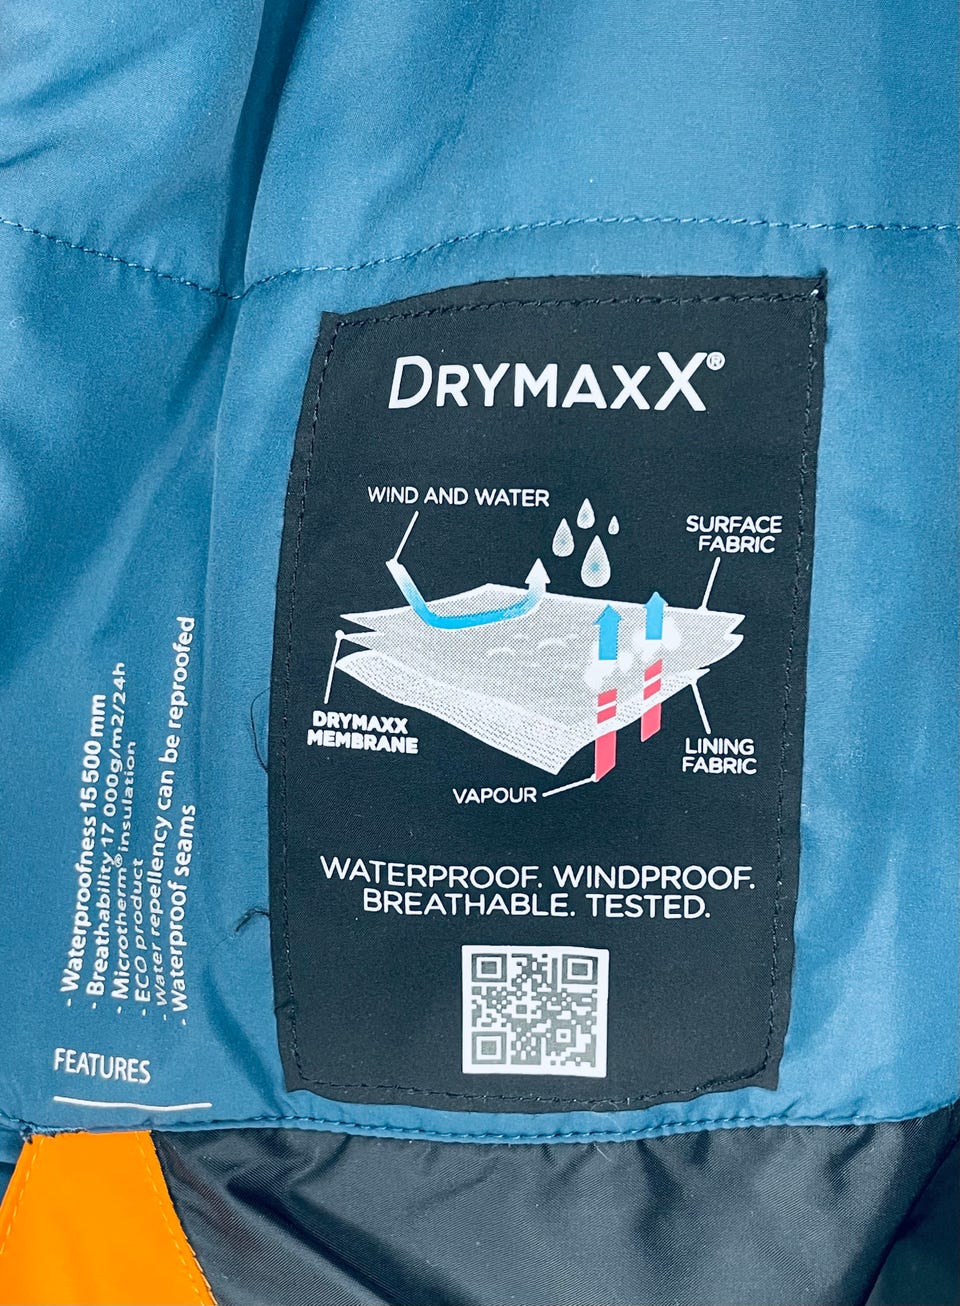 DRYMAXX®
WIND AND WATER
SURFACE
FABRIC
DRYMAXX
MEMBRANE
LINING
FABRIC
VAPOUR
WATERPROOF. WINDPROOF.
BREATHABLE. TESTED.
FEATURES
- Waterproofness 15 500 mm
- Breathability 17 000g/m2/24h
- Microtherm® insulation
- ECO product
- Water repellency can be reproofed
- Waterproof seams